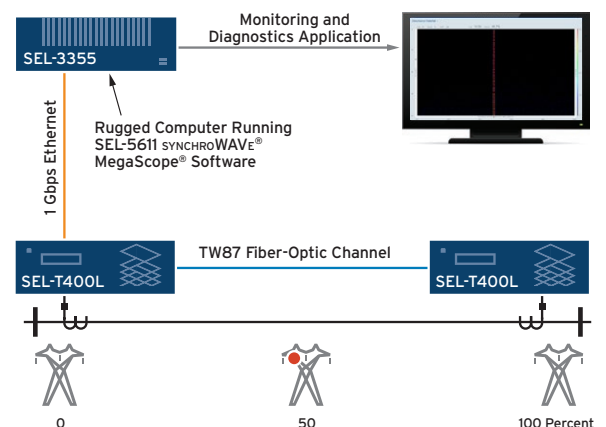 Monitoring and
Diagnostics Application
SEL-3355
1 Gbps Ethernet
Rugged Computer Running
SEL-5611 SYNCHROWAVE®
MegaScope® Software
TW87 Fiber-Optic Channel
SEL-T400L
SEL-T400L
0
50
100 Percent